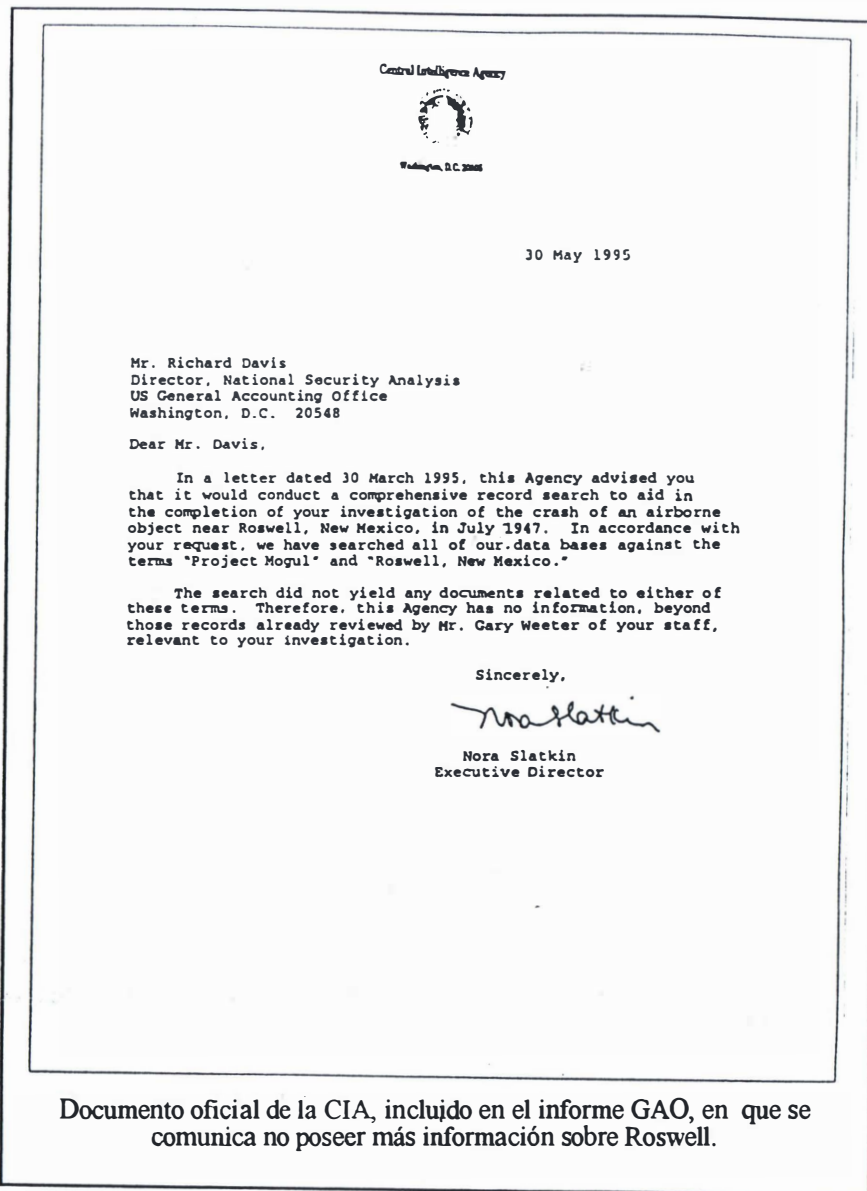 Central Intelligence Agency
Washington, D.C. 20505
30 May 1995
Mr. Richard Davis
Director, National Security Analysis
US General Accounting Office
Washington, D.C. 20548
Dear Mr. Davis,
In a letter dated 30 March 1995, this Agency advised you
that it would conduct a comprehensive record search to aid in
the completion of your investigation of the crash of an airborne
object near Roswell, New Mexico, in July 1947. In accordance with
your request, we have searched all of our data bases against the
terms "Project Mogul" and "Roswell, New Mexico."
The search did not yield any documents related to either of
these terms. Therefore, this Agency has no information, beyond
those records already reviewed by Mr. Gary Weeter of your staff,
relevant to your investigation.
Sincerely,
Nora Slatkin
Nora Slatkin
Executive Director
Documento oficial de la CIA, incluido en el informe GAO, en que se
comunica no poseer más información sobre Roswell.